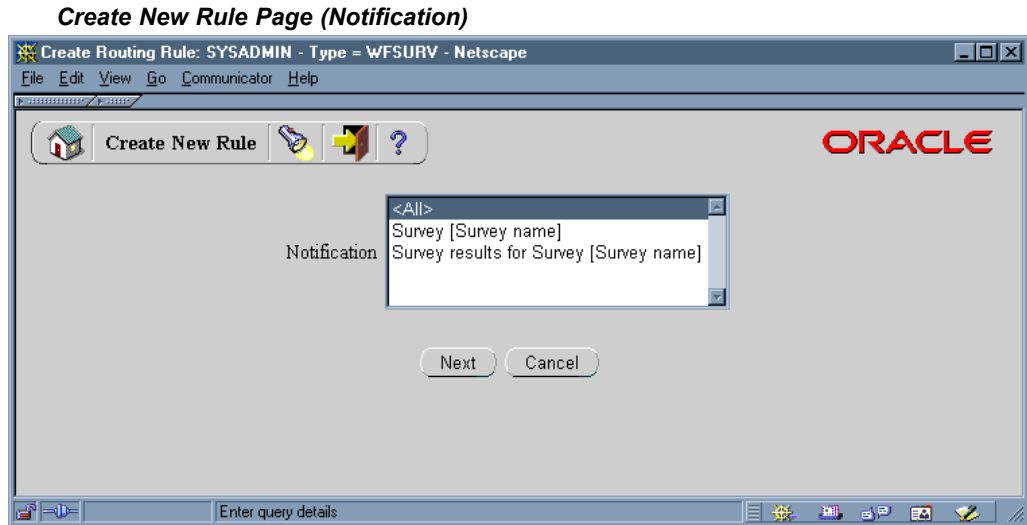 Create New Rule Page (Notification)
Create Routing Rule: SYSADMIN - Type = WFSURV - Netscape
File Edit View Go Communicator Help
Create New Rule ?
ORACLE
<All>
Survey [Survey name]
Notification Survey results for Survey [Survey name]
Next Cancel
Enter query details